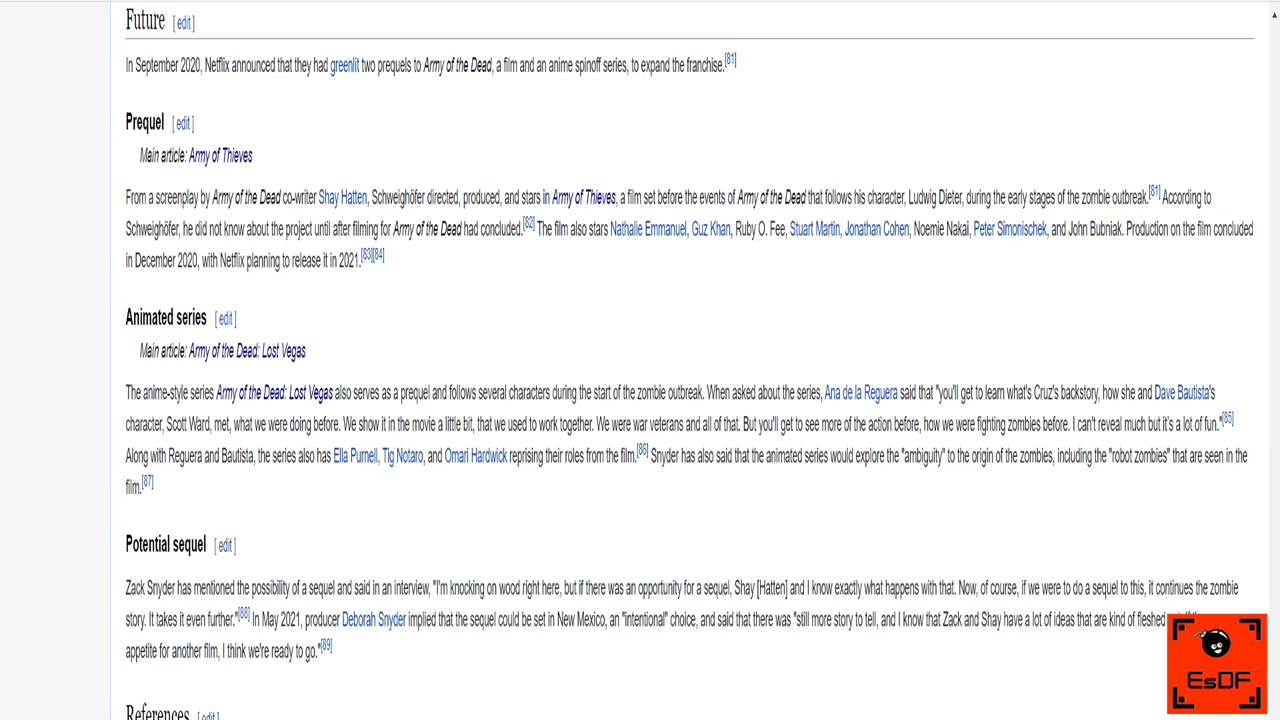 Future [ edit ]
In September 2020, Netflix announced that they had greenlit two prequels to Army of the Dead, a film and an anime spinoff series, to expand the franchise.[81]
Prequel [ edit ]
Main article: Army of Thieves
From a screenplay by Army of the Dead co-writer Shay Hatten, Schweighöfer directed, produced, and stars in Army of Thieves, a film set before the events of Army of the Dead that follows his character, Ludwig Dieter, during the early stages of the zombie outbreak.[81] According to
Schweighöfer, he did not know about the project until after filming for Army of the Dead had concluded.[82] The film also stars Nathalie Emmanuel, Guz Khan, Ruby O. Fee, Stuart Martin, Jonathan Cohen, Noemie Nakai, Peter Simonischek, and John Bubniak. Production on the film concluded
in December 2020, with Netflix planning to release it in 2021.[83][84]
Animated series [ edit ]
Main article: Army of the Dead: Lost Vegas
The anime-style series Army of the Dead: Lost Vegas also serves as a prequel and follows several characters during the start of the zombie outbreak. When asked about the series, Ana de la Reguera said that "you'll get to learn what's Cruz's backstory, how she and Dave Bautista's
character, Scott Ward, met, what we were doing before. We show it in the movie a little bit, that we used to work together. We were war veterans and all of that. But you'll get to see more of the action before, how we were fighting zombies before. I can't reveal much but it's a lot of fun."[85]
Along with Reguera and Bautista, the series also has Ella Purnell, Tig Notaro, and Omari Hardwick reprising their roles from the film.[86] Snyder has also said that the animated series would explore the "ambiguity" to the origin of the zombies, including the "robot zombies" that are seen in the
film.[87]
Potential sequel [ edit ]
Zack Snyder has mentioned the possibility of a sequel and said in an interview, "I'm knocking on wood right here, but if there was an opportunity for a sequel, Shay [Hatten] and I know exactly what happens with that. Now, of course, if we were to do a sequel to this, it continues the zombie
story. It takes it even further."[88] In May 2021, producer Deborah Snyder implied that the sequel could be set in New Mexico, an "intentional" choice, and said that there was "still more story to tell, and I know that Zack and Shay have a lot of ideas that are kind of fleshed
appetite for another film, I think we're ready to go."[89]
References [ edit ]
EsDF